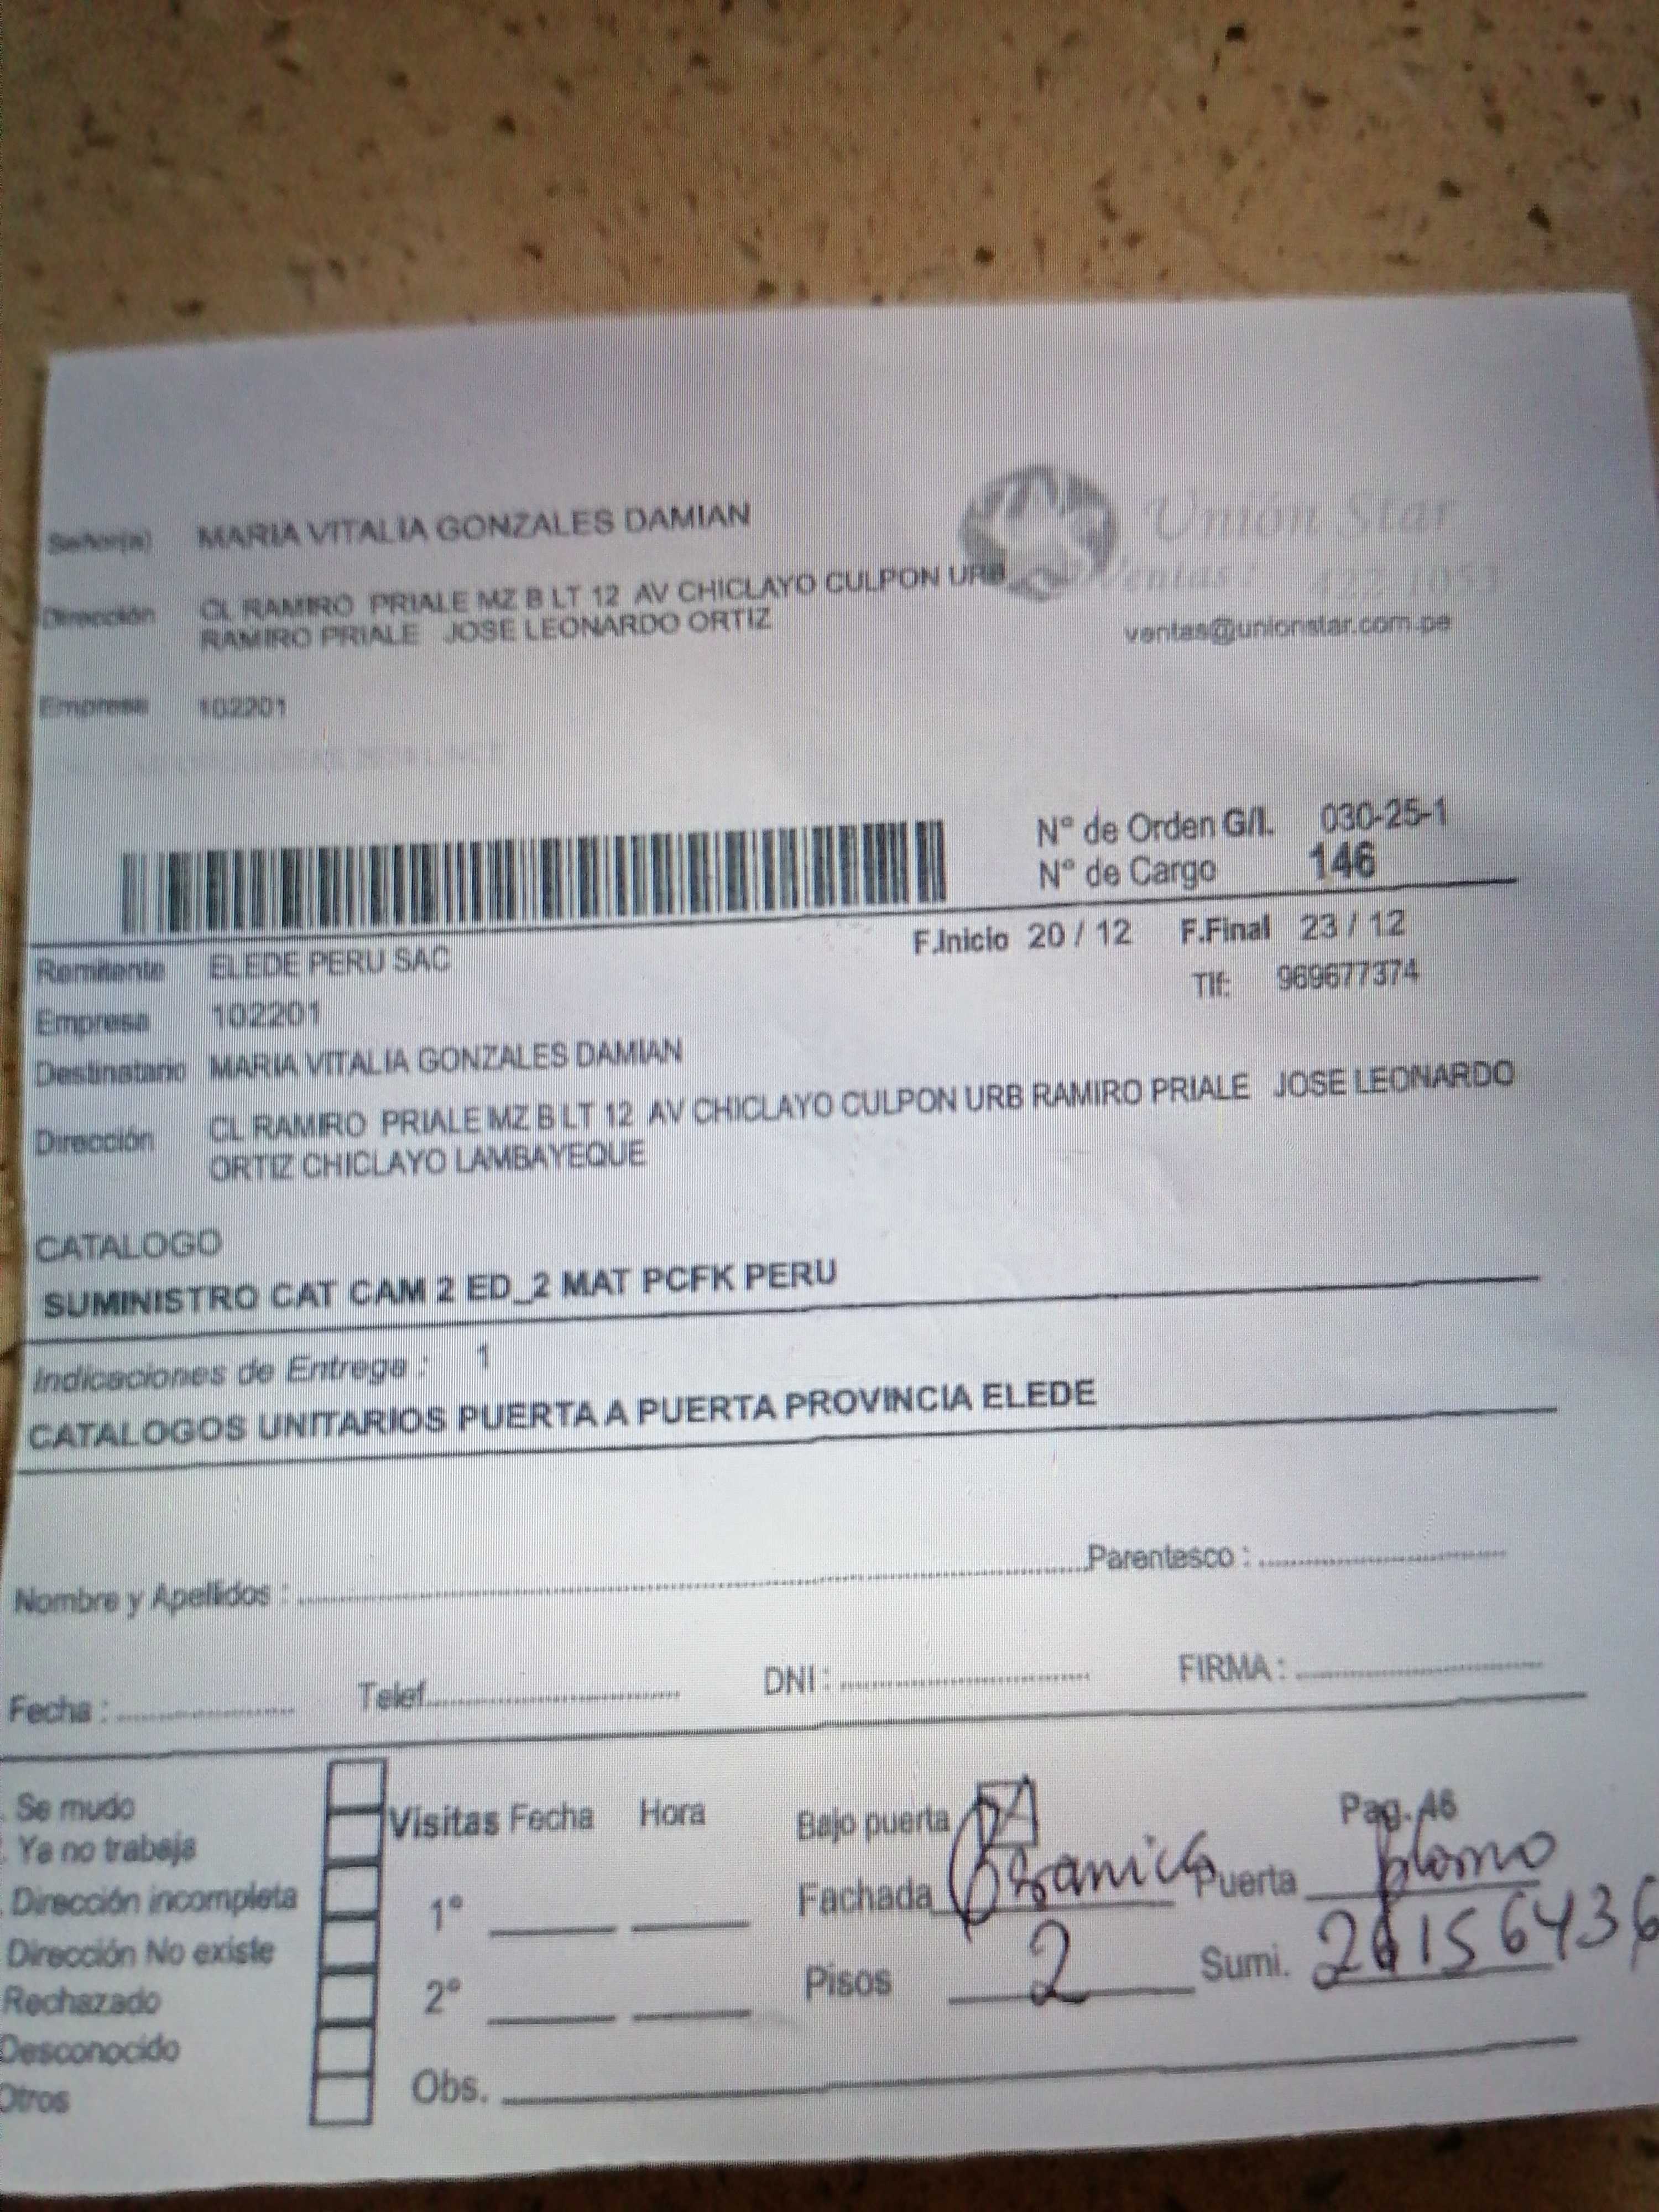 Señor(a) MARIA VITALIA GONZALES DAMIAN
Unión Star
Dirección CL RAMIRO PRIALE MZ B LT 12 AV CHICLAYO CULPON URB
RAMIRO PRIALE JOSE LEONARDO ORTIZ
Ventas:
ventas@unionstar.com.pe
Empresa 102201
N° de Orden G/I. 030-25-1
N° de Cargo 146
F.Inicio 20 / 12 F.Final 23 / 12
Remitente ELEDE PERU SAC
Tlf: 969677374
Empresa 102201
Destinatario MARIA VITALIA GONZALES DAMIAN
Dirección CL RAMIRO PRIALE MZ B LT 12 AV CHICLAYO CULPON URB RAMIRO PRIALE JOSE LEONARDO
ORTIZ CHICLAYO LAMBAYEQUE
CATALOGO
SUMINISTRO CAT CAM 2 ED_2 MAT PCFK PERU
Indicaciones de Entrega : 1
CATALOGOS UNITARIOS PUERTA A PUERTA PROVINCIA ELEDE
Nombre y Apellidos : Parentesco :
Fecha : Telef. DNI : FIRMA :
Se mudo
Ya no trabaja
Dirección incompleta
Dirección No existe
Rechazado
Desconocido
Otros
Visitas Fecha Hora
1°
2°
Obs.
Bajo puerta Pag. 46
Fachada Puerta plomo
Pisos 2 Sumi.